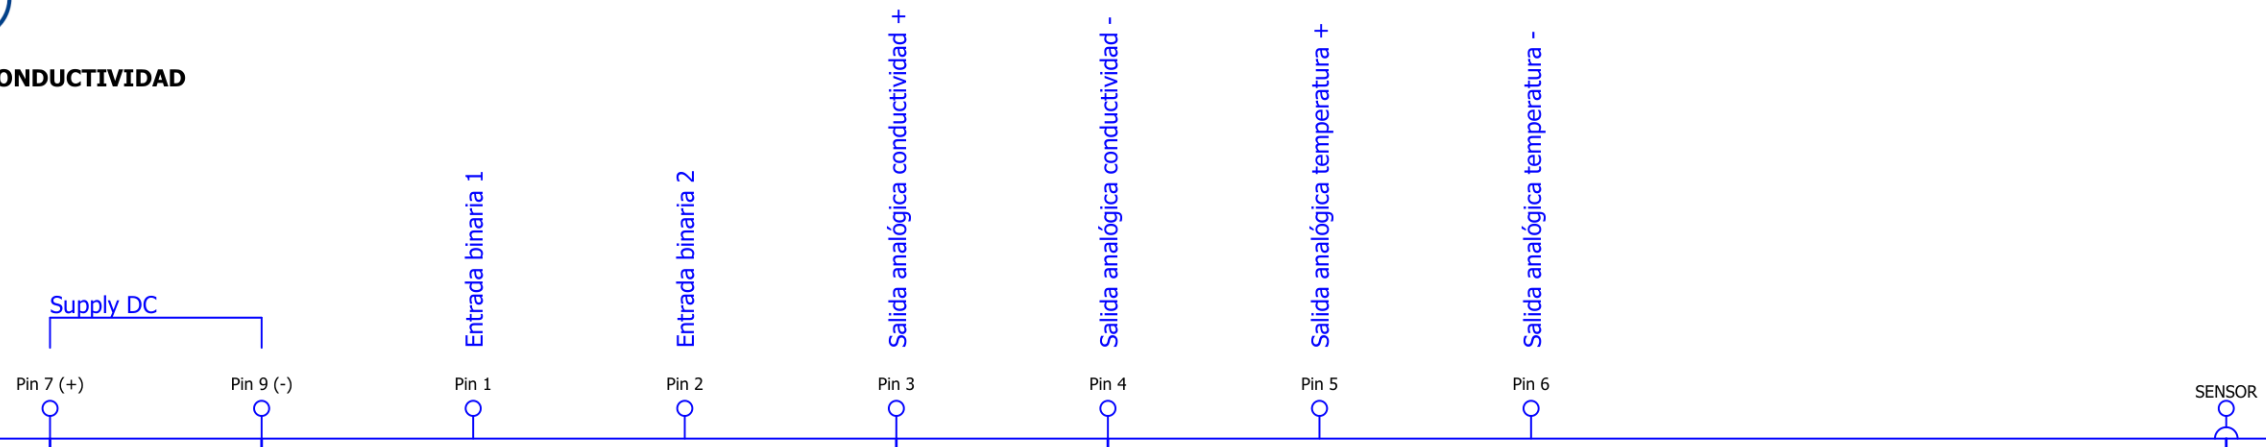 ONDUCTIVIDAD
Supply DC
Entrada binaria 1
Entrada binaria 2
Salida analógica conductividad +
Salida analógica conductividad -
Salida analógica temperatura +
Salida analógica temperatura -
Pin 7 (+)
Pin 9 (-)
Pin 1
Pin 2
Pin 3
Pin 4
Pin 5
Pin 6
SENSOR